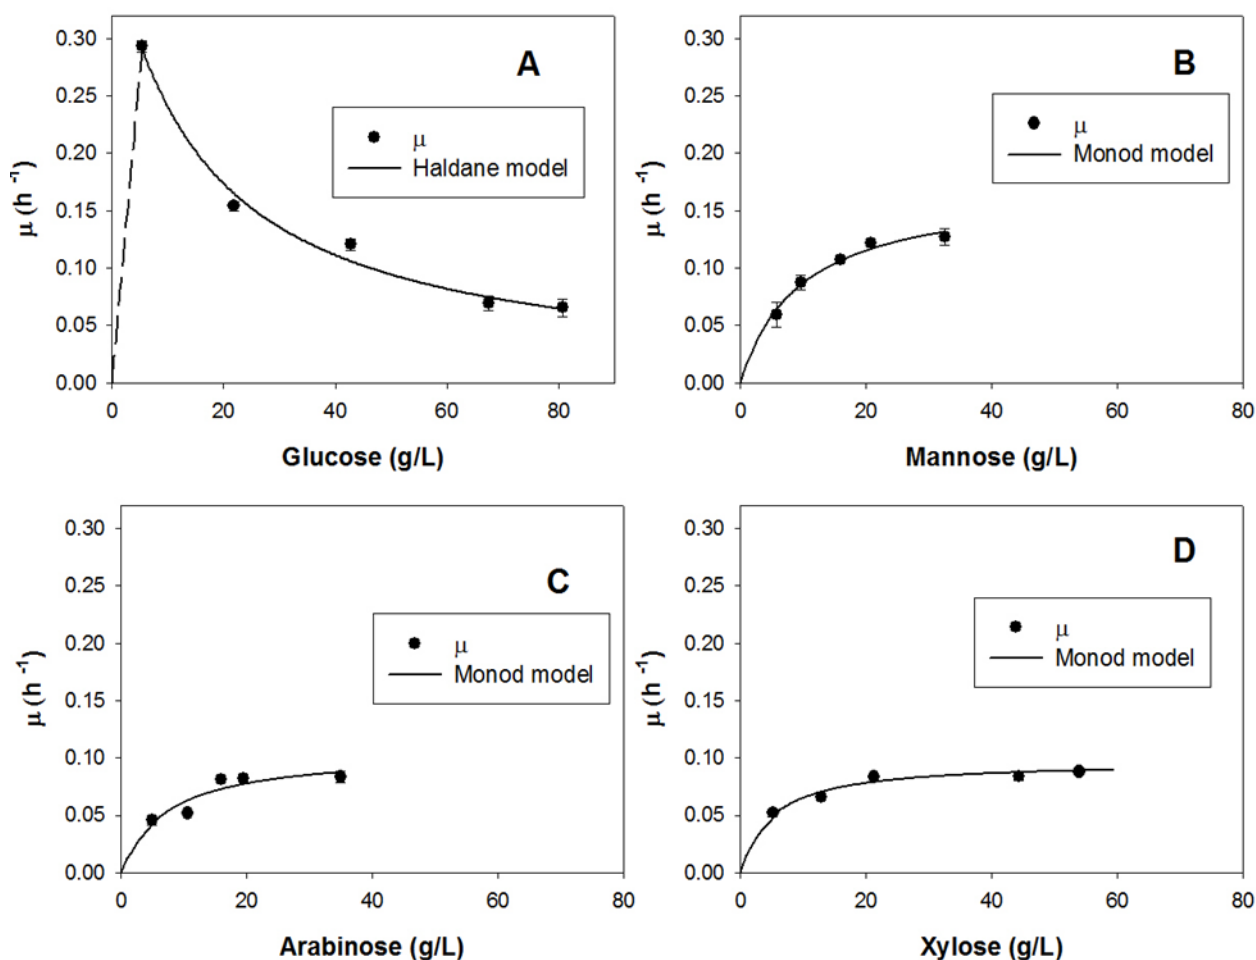 A
0.30
0.25
0.20
0.15
0.10
0.05
0.00
μ (h -1)
μ
Haldane model
0 20 40 60 80
Glucose (g/L)
B
0.30
0.25
0.20
0.15
0.10
0.05
0.00
μ (h -1)
μ
Monod model
0 20 40 60 80
Mannose (g/L)
C
0.30
0.25
0.20
0.15
0.10
0.05
0.00
μ (h -1)
μ
Monod model
0 20 40 60 80
Arabinose (g/L)
D
0.30
0.25
0.20
0.15
0.10
0.05
0.00
μ (h -1)
μ
Monod model
0 20 40 60 80
Xylose (g/L)